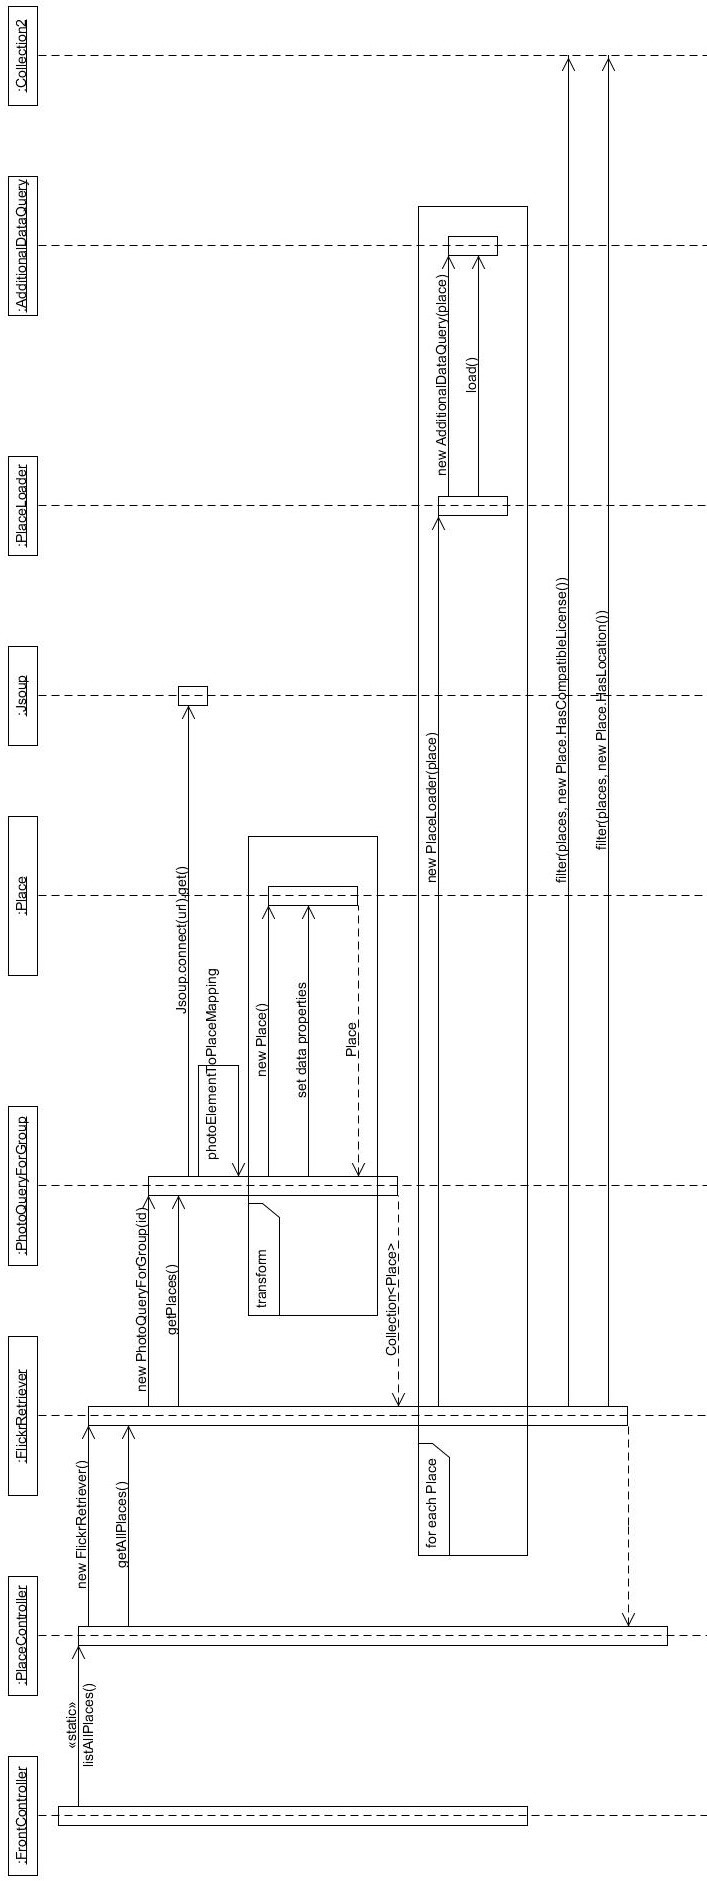 :FrontController
:PlaceController
:FlickrRetriever
:PhotoQueryForGroup
:Place
:Jsoup
:PlaceLoader
:AdditionalDataQuery
:Collection2
«static»
listAllPlaces()
new FlickrRetriever()
getAllPlaces()
new PhotoQueryForGroup(id)
getPlaces()
Jsoup.connect(url).get()
photoElementToPlaceMapping
transform
new Place()
set data properties
Place
Collection<Place>
for each Place
new PlaceLoader(place)
new AdditionalDataQuery(place)
load()
filter(places, new Place.HasCompatibleLicense())
filter(places, new Place.HasLocation())